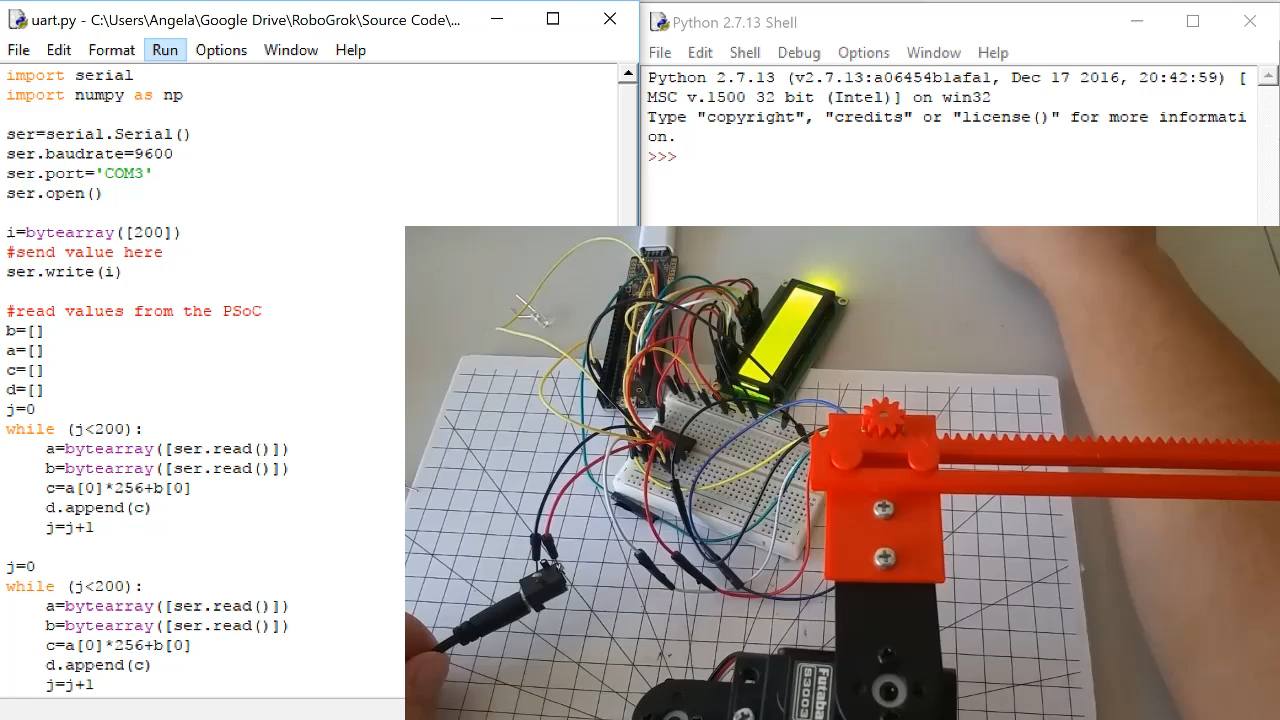 uart.py - C:\Users\Angela\Google Drive\RoboGrok\Source Code\...
File Edit Format Run Options Window Help
import serial
import numpy as np
ser=serial.Serial()
ser.baudrate=9600
ser.port='COM3'
ser.open()
i=bytearray([200])
#send value here
ser.write(i)
#read values from the PSoC
b=[]
a=[]
c=[]
d=[]
j=0
while (j<200):
    a=bytearray([ser.read()])
    b=bytearray([ser.read()])
    c=a[0]*256+b[0]
    d.append(c)
    j=j+1
j=0
while (j<200):
    a=bytearray([ser.read()])
    b=bytearray([ser.read()])
    c=a[0]*256+b[0]
    d.append(c)
    j=j+1
Python 2.7.13 Shell
File Edit Shell Debug Options Window Help
Python 2.7.13 (v2.7.13:a06454b1afa1, Dec 17 2016, 20:42:59) [
MSC v.1500 32 bit (Intel)] on win32
Type "copyright", "credits" or "license()" for more informati
on.
>>>
Futaba
S3003